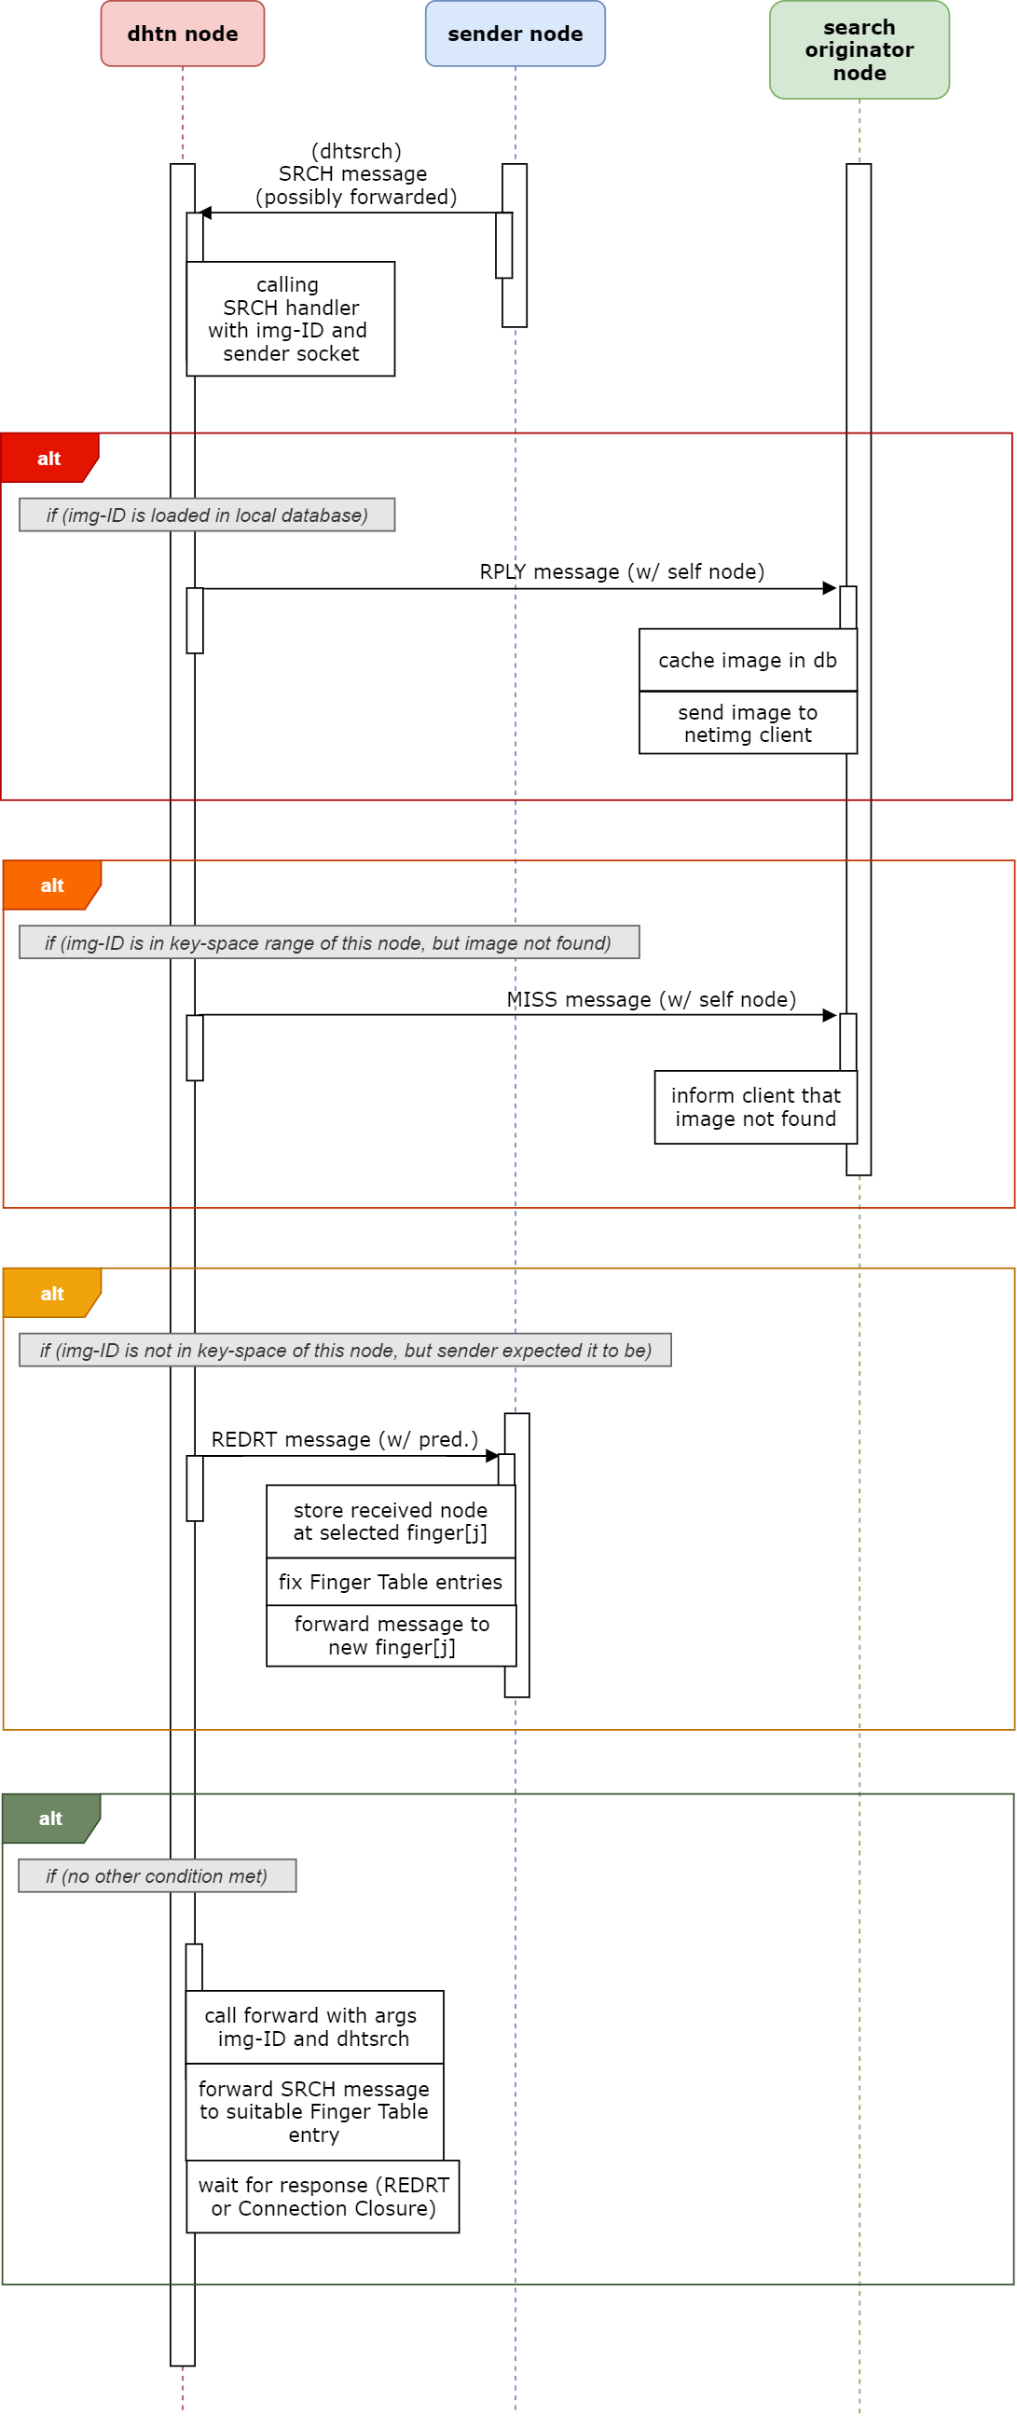 dhtn node
sender node
search
originator
node
(dhtsrch)
SRCH message
(possibly forwarded)
calling
SRCH handler
with img-ID and
sender socket
alt
if (img-ID is loaded in local database)
RPLY message (w/ self node)
cache image in db
send image to
netimg client
alt
if (img-ID is in key-space range of this node, but image not found)
MISS message (w/ self node)
inform client that
image not found
alt
if (img-ID is not in key-space of this node, but sender expected it to be)
REDRT message (w/ pred.)
store received node
at selected finger[j]
fix Finger Table entries
forward message to
new finger[j]
alt
if (no other condition met)
call forward with args
img-ID and dhtsrch
forward SRCH message
to suitable Finger Table
entry
wait for response (REDRT
or Connection Closure)